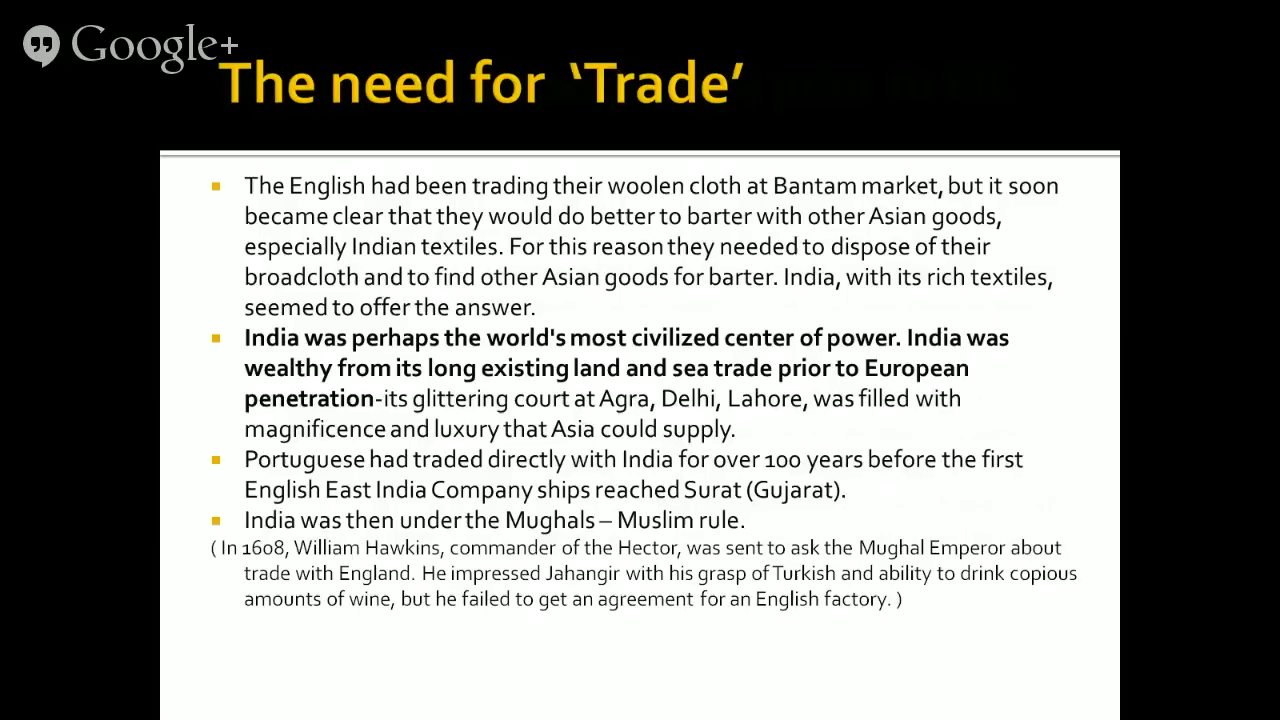 Google+
The need for ‘Trade’
The English had been trading their woolen cloth at Bantam market, but it soon
became clear that they would do better to barter with other Asian goods,
especially Indian textiles. For this reason they needed to dispose of their
broadcloth and to find other Asian goods for barter. India, with its rich textiles,
seemed to offer the answer.
India was perhaps the world's most civilized center of power. India was
wealthy from its long existing land and sea trade prior to European
penetration-its glittering court at Agra, Delhi, Lahore, was filled with
magnificence and luxury that Asia could supply.
Portuguese had traded directly with India for over 100 years before the first
English East India Company ships reached Surat (Gujarat).
India was then under the Mughals – Muslim rule.
( In 1608, William Hawkins, commander of the Hector, was sent to ask the Mughal Emperor about
trade with England. He impressed Jahangir with his grasp of Turkish and ability to drink copious
amounts of wine, but he failed to get an agreement for an English factory. )